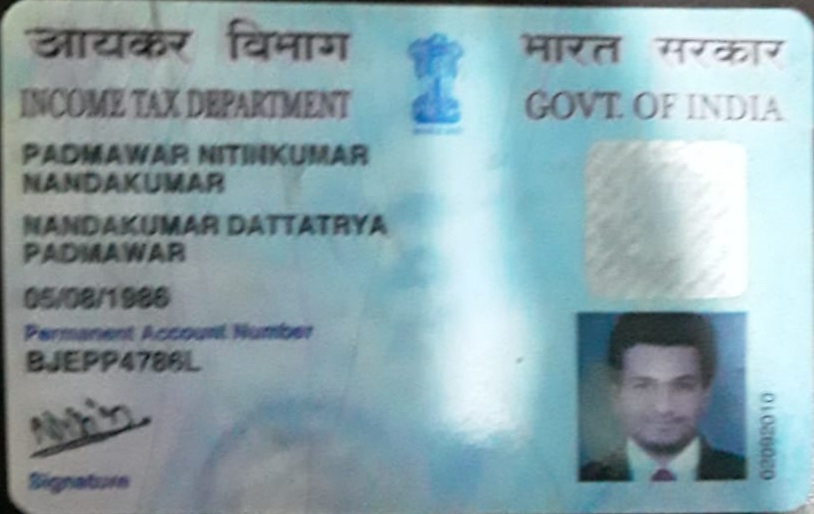 आयकर विभाग
भारत सरकार
INCOME TAX DEPARTMENT
GOVT. OF INDIA
PADMAWAR NITINKUMAR
NANDAKUMAR
NANDAKUMAR DATTATRYA
PADMAWAR
05/08/1986
Permanent Account Number
BJEPP4786L
Signature
02092010